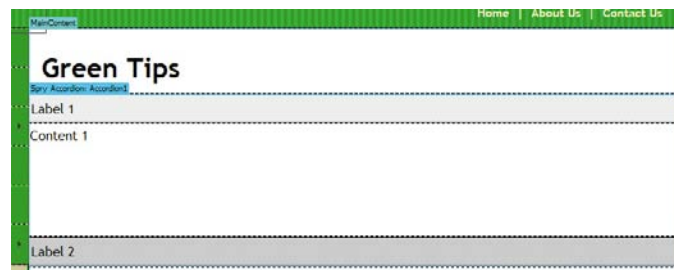 Home | About Us | Contact Us
MainContent
Green Tips
Spry Accordion: Accordion1
Label 1
Content 1
Label 2